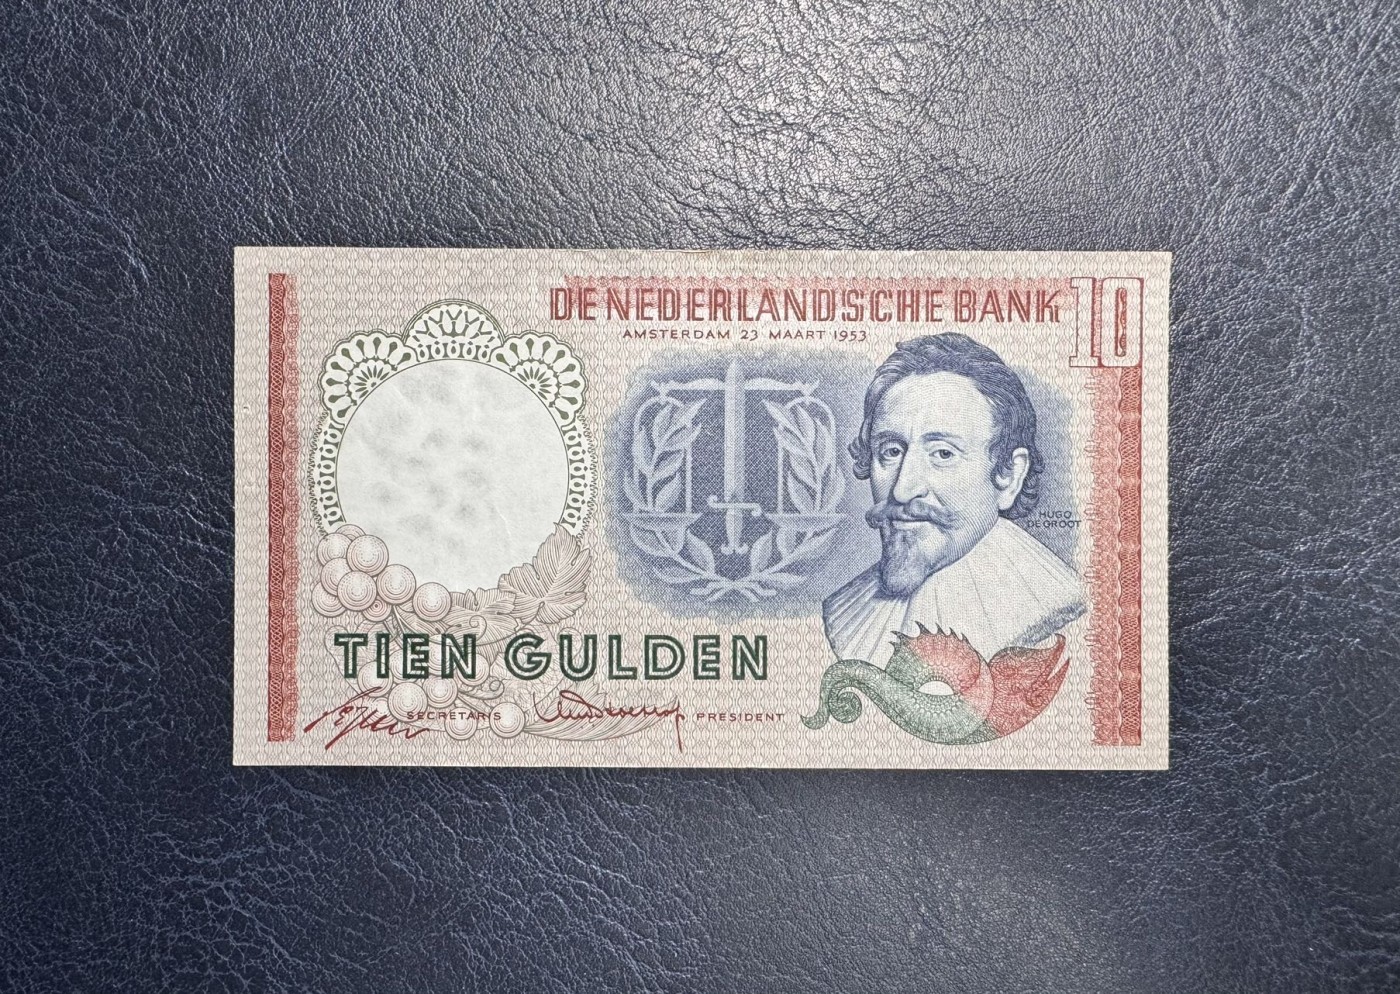 DE NEDERLANDSCHE BANK
10
AMSTERDAM 23 MAART 1953
HUGO
DE GROOT
TIEN GULDEN
SECRETARIS
PRESIDENT